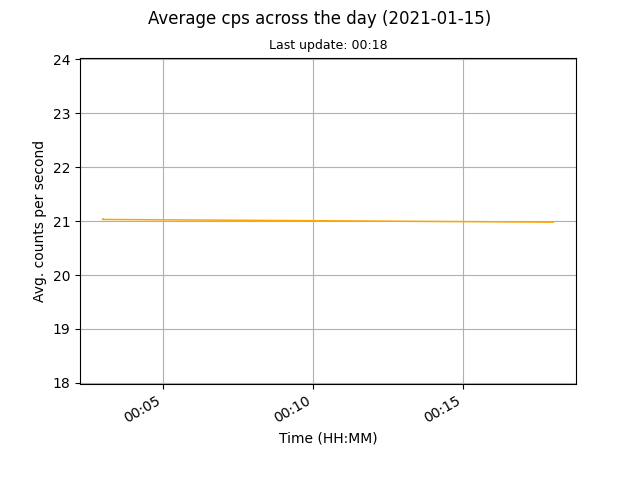 Average cps across the day (2021-01-15)
Last update: 00:18
24
23
22
21
20
19
18
Avg. counts per second
00:05
00:10
00:15
Time (HH:MM)